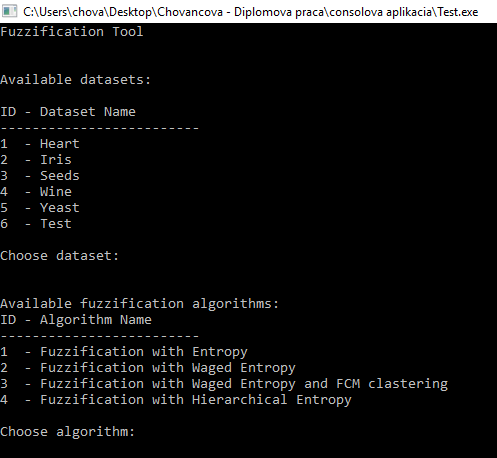 C:\Users\chova\Desktop\Chovancova - Diplomova praca\consolova aplikacia\Test.exe
Fuzzification Tool
Available datasets:
ID - Dataset Name
-------------------------
1  - Heart
2  - Iris
3  - Seeds
4  - Wine
5  - Yeast
6  - Test
Choose dataset:
Available fuzzification algorithms:
ID - Algorithm Name
-------------------------
1  - Fuzzification with Entropy
2  - Fuzzification with Waged Entropy
3  - Fuzzification with Waged Entropy and FCM clastering
4  - Fuzzification with Hierarchical Entropy
Choose algorithm: